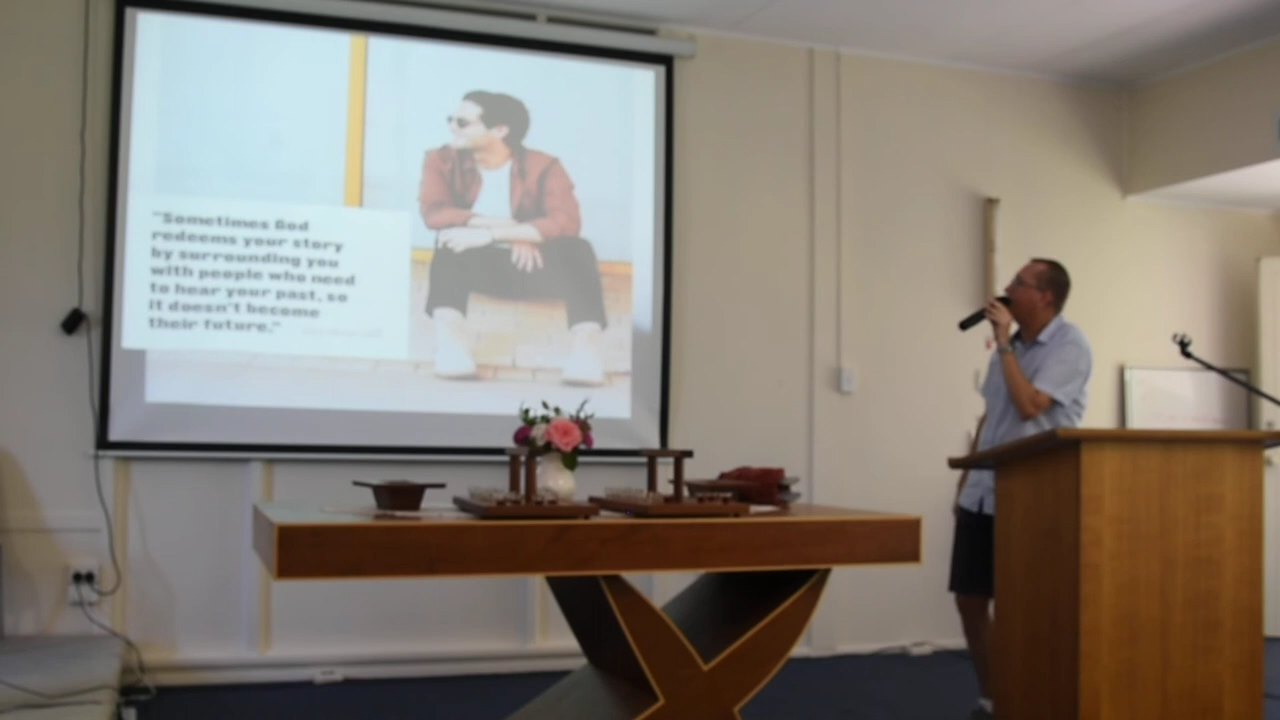 "Sometimes God
redeems your story
by surrounding you
with people who need
to hear your past, so
it doesn't become
their future."